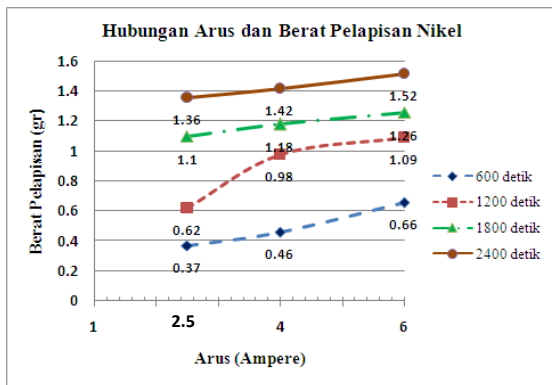 Hubungan Arus dan Berat Pelapisan Nikel
Berat Pelapisan (gr)
1.6
1.4
1.2
1
0.8
0.6
0.4
0.2
0
1.36
1.42
1.52
1.1
1.18
1.26
0.62
0.98
1.09
0.37
0.46
0.66
600 detik
1200 detik
1800 detik
2400 detik
1 2.5 4 6
Arus (Ampere)